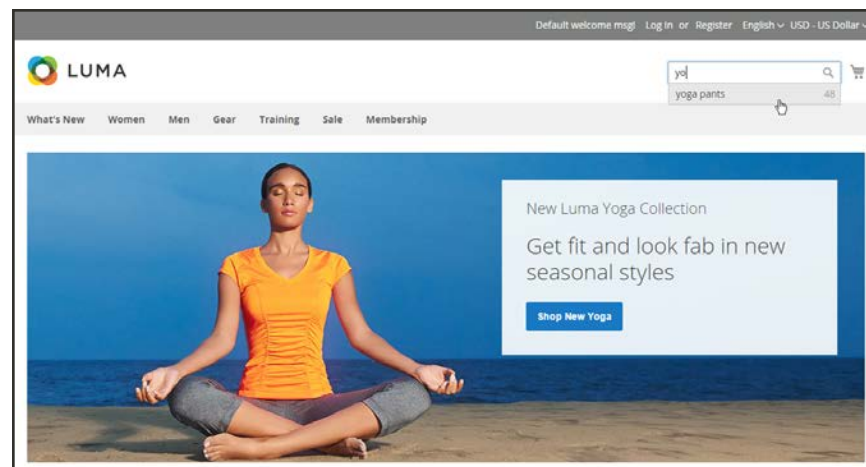 Default welcome msg! Log In or Register English USD - US Dollar
LUMA
yo
yoga pants 48
What's New Women Men Gear Training Sale Membership
New Luma Yoga Collection
Get fit and look fab in new
seasonal styles
Shop New Yoga